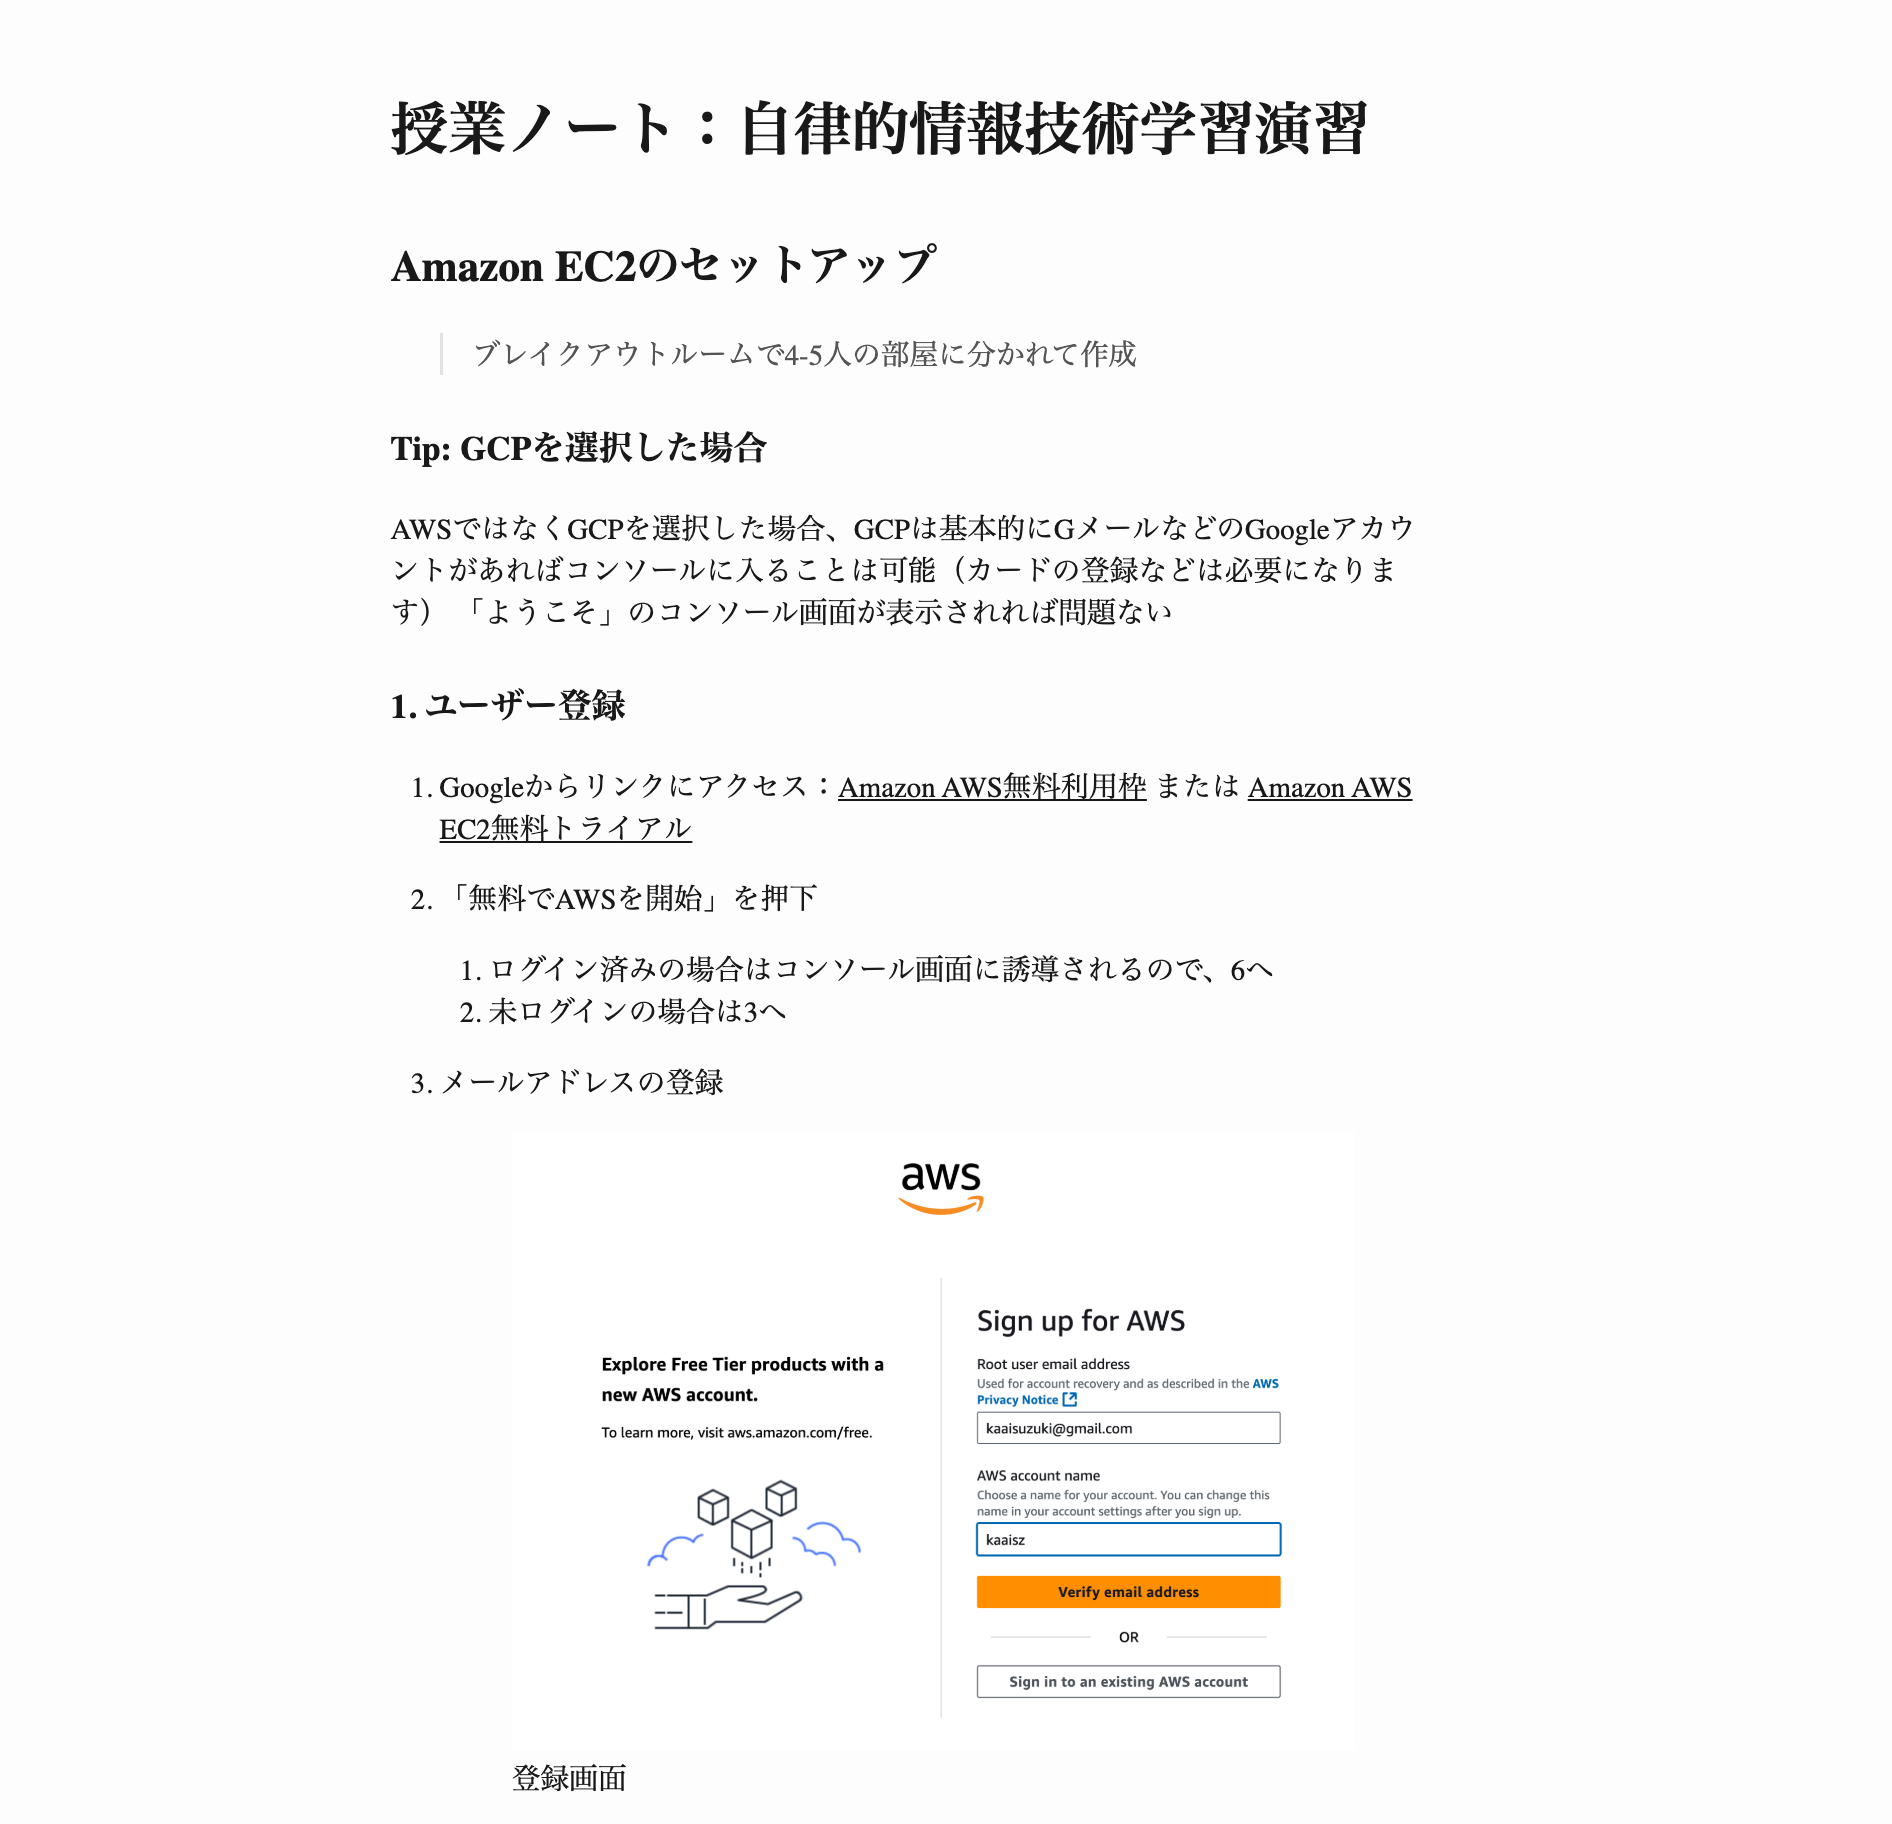 授業ノート：自律的情報技術学習演習
Amazon EC2のセットアップ
ブレイクアウトルームで4-5人の部屋に分かれて作成
Tip: GCPを選択した場合
AWSではなくGCPを選択した場合、GCPは基本的にGメールなどのGoogleアカウ
ントがあればコンソールに入ることは可能（カードの登録などは必要になりま
す） 「ようこそ」のコンソール画面が表示されれば問題ない
1. ユーザー登録
1. Googleからリンクにアクセス：Amazon AWS無料利用枠 または Amazon AWS
EC2無料トライアル
2. 「無料でAWSを開始」を押下
1. ログイン済みの場合はコンソール画面に誘導されるので、6へ
2. 未ログインの場合は3へ
3. メールアドレスの登録
aws
Explore Free Tier products with a
new AWS account.
To learn more, visit aws.amazon.com/free.
Sign up for AWS
Root user email address
Used for account recovery and as described in the AWS
Privacy Notice
kaaisuzuki@gmail.com
AWS account name
Choose a name for your account. You can change this
name in your account settings after you sign up.
kaaisz
Verify email address
OR
Sign in to an existing AWS account
登録画面